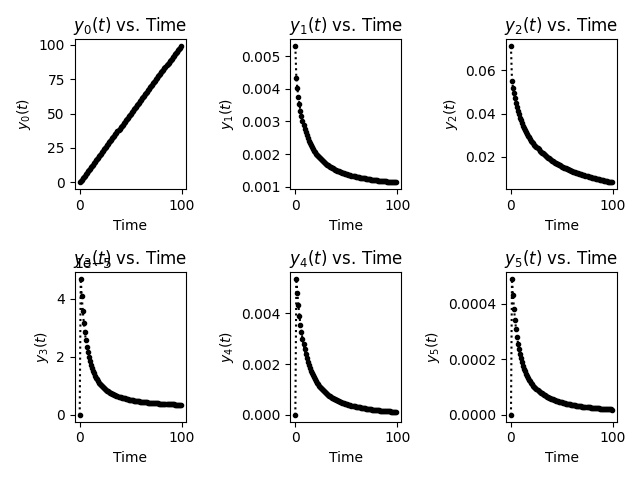 y₀(t) vs. Time
y₁(t) vs. Time
y₂(t) vs. Time
100
75
50
25
0
y₀(t)
0
100
Time
0.005
0.004
0.003
0.002
0.001
y₁(t)
0
100
Time
0.06
0.04
0.02
y₂(t)
0
100
Time
y₃(t) vs. Time
y₄(t) vs. Time
y₅(t) vs. Time
1e−5
4
2
0
y₃(t)
0
100
Time
0.004
0.002
0.000
y₄(t)
0
100
Time
0.0004
0.0002
0.0000
y₅(t)
0
100
Time